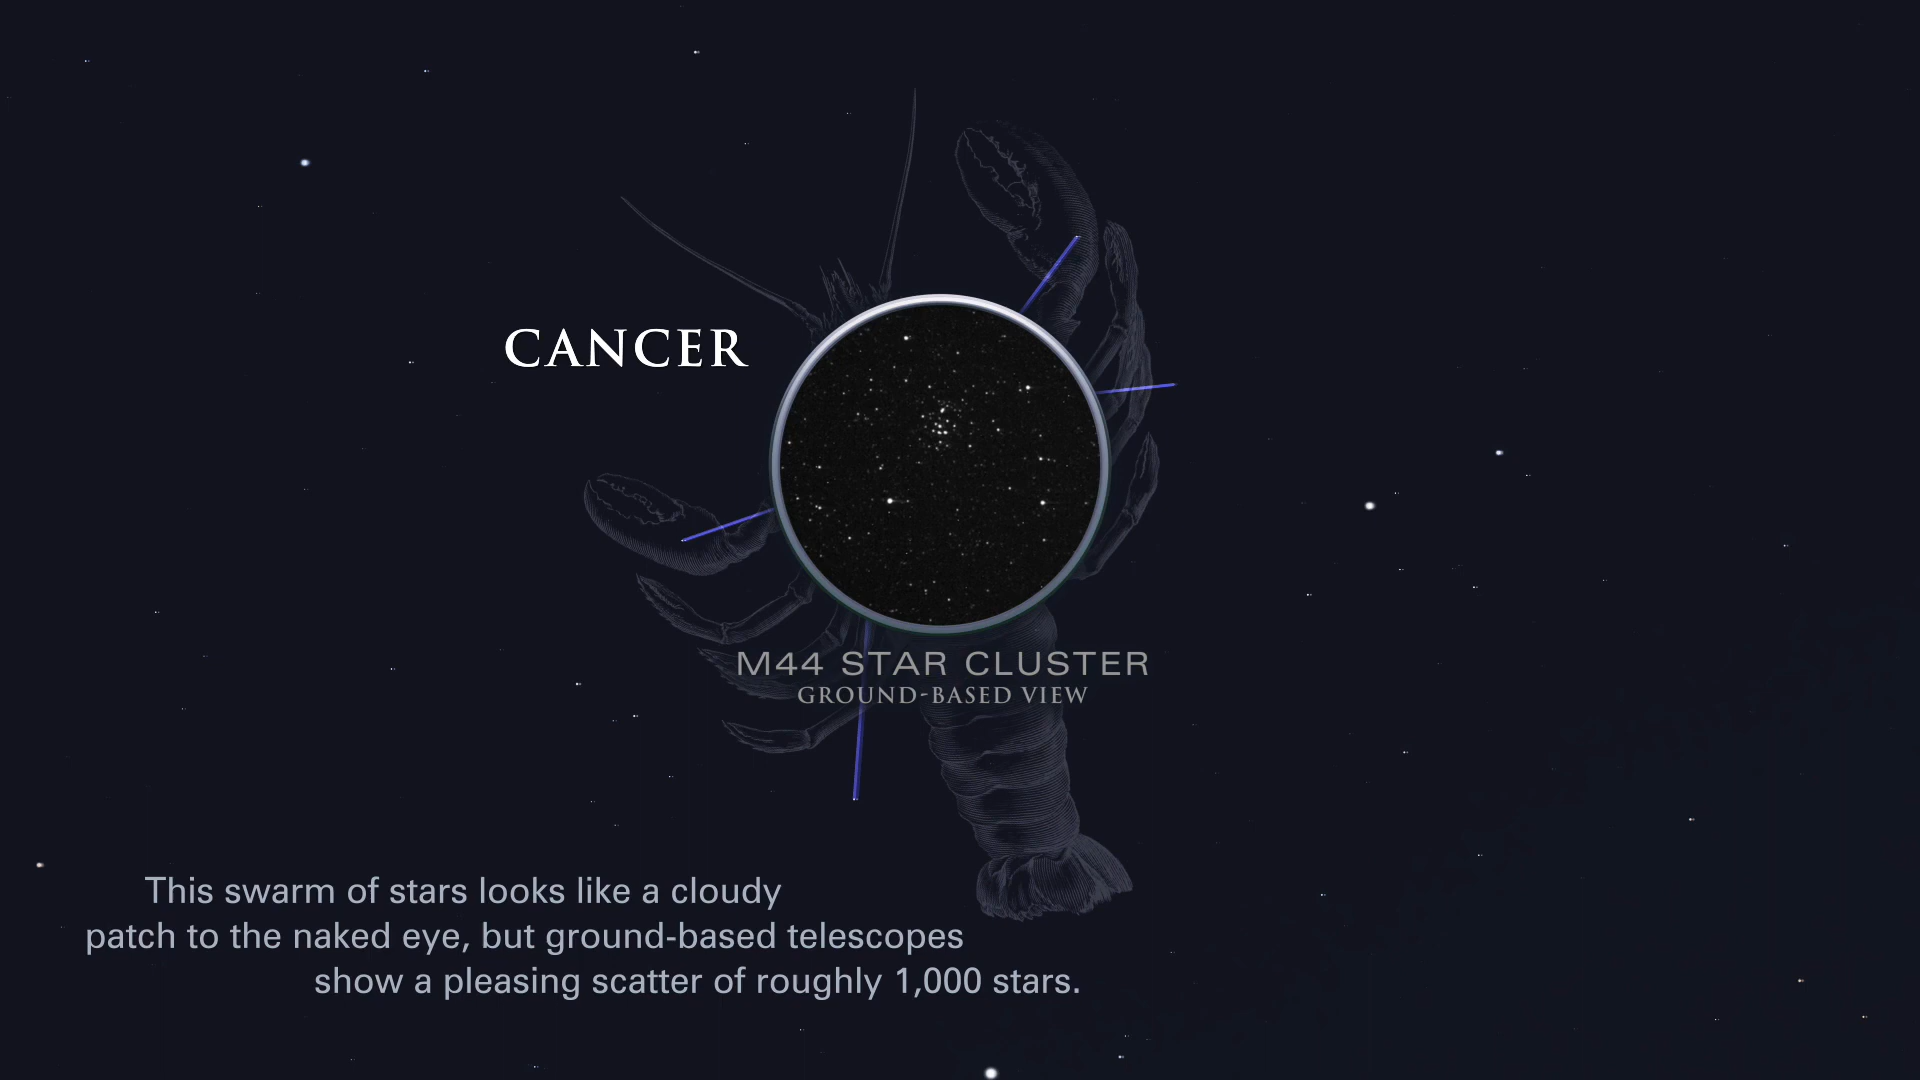 CANCER
M44 STAR CLUSTER
GROUND-BASED VIEW
This swarm of stars looks like a cloudy
patch to the naked eye, but ground-based telescopes
show a pleasing scatter of roughly 1,000 stars.